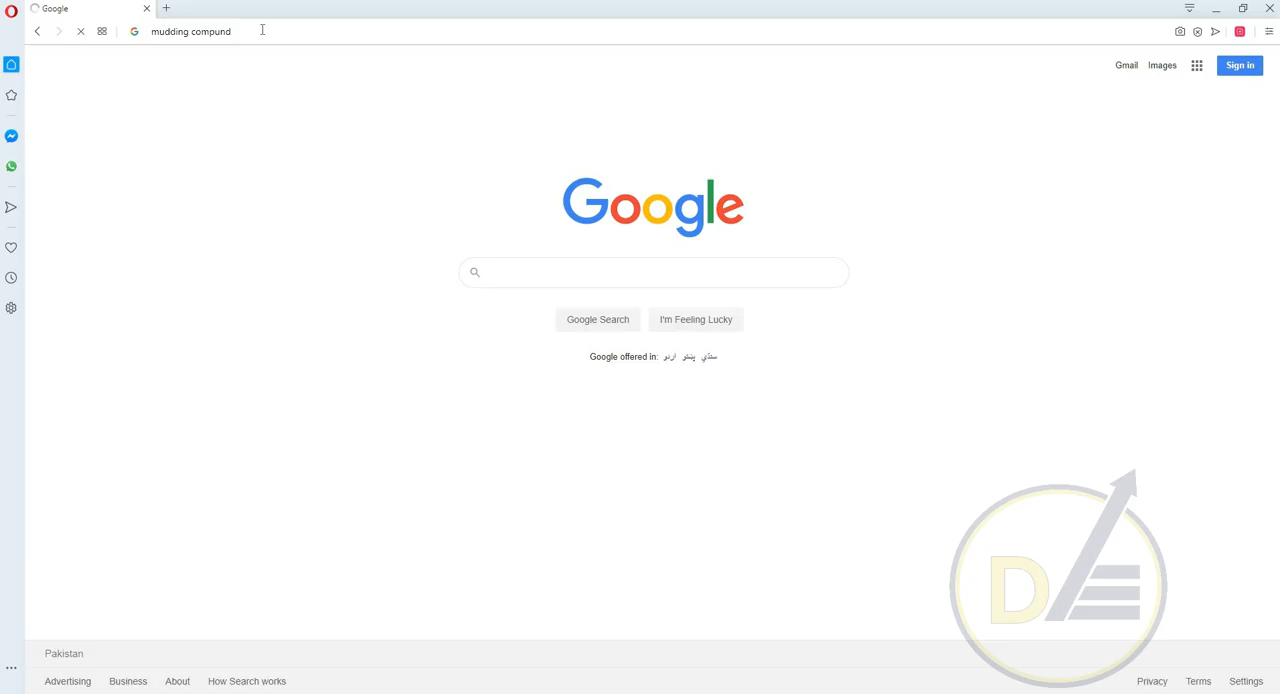 Google
mudding compund
Gmail Images Sign in
Google
Google Search I'm Feeling Lucky
Google offered in: اردو پښتو سنڌي
D
Pakistan
Advertising Business About How Search works Privacy Terms Settings